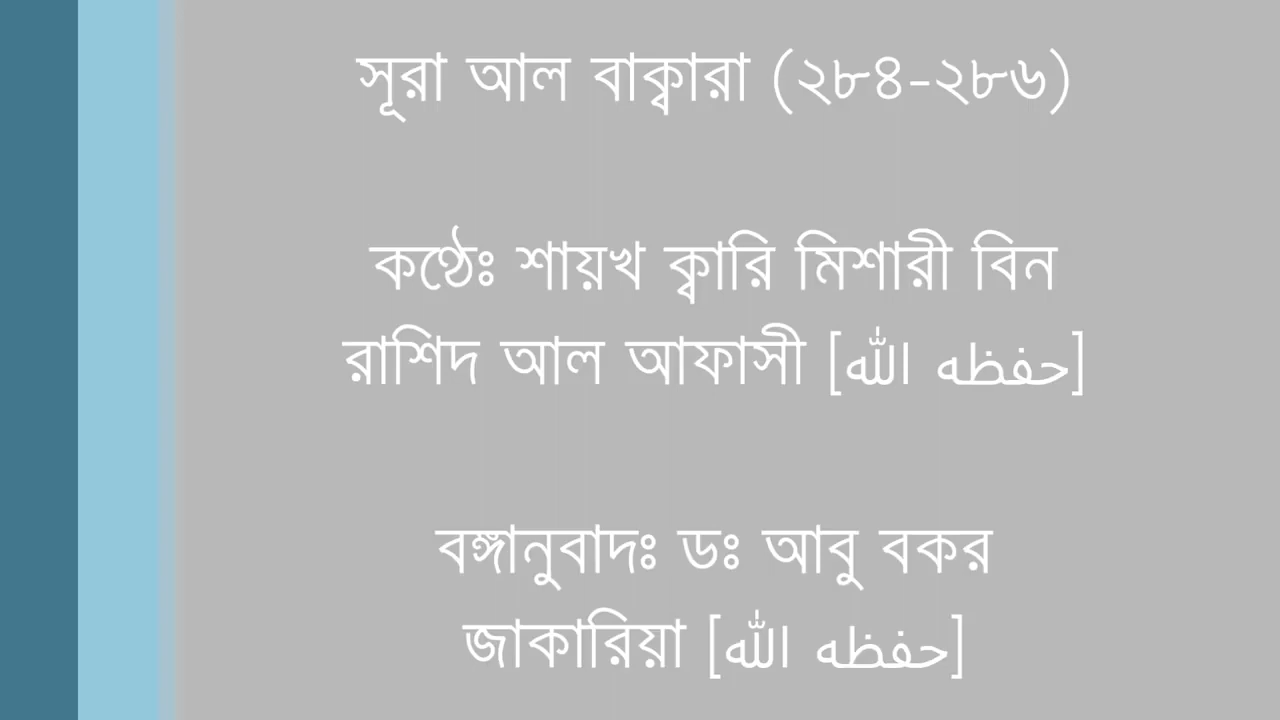 সূরা আল বাক্বারা (২৮৪-২৮৬)
কণ্ঠেঃ শায়খ ক্বারি মিশারী বিন
রাশিদ আল আফাসী [حفظه الله]
বঙ্গানুবাদঃ ডঃ আবু বকর
জাকারিয়া [حفظه الله]